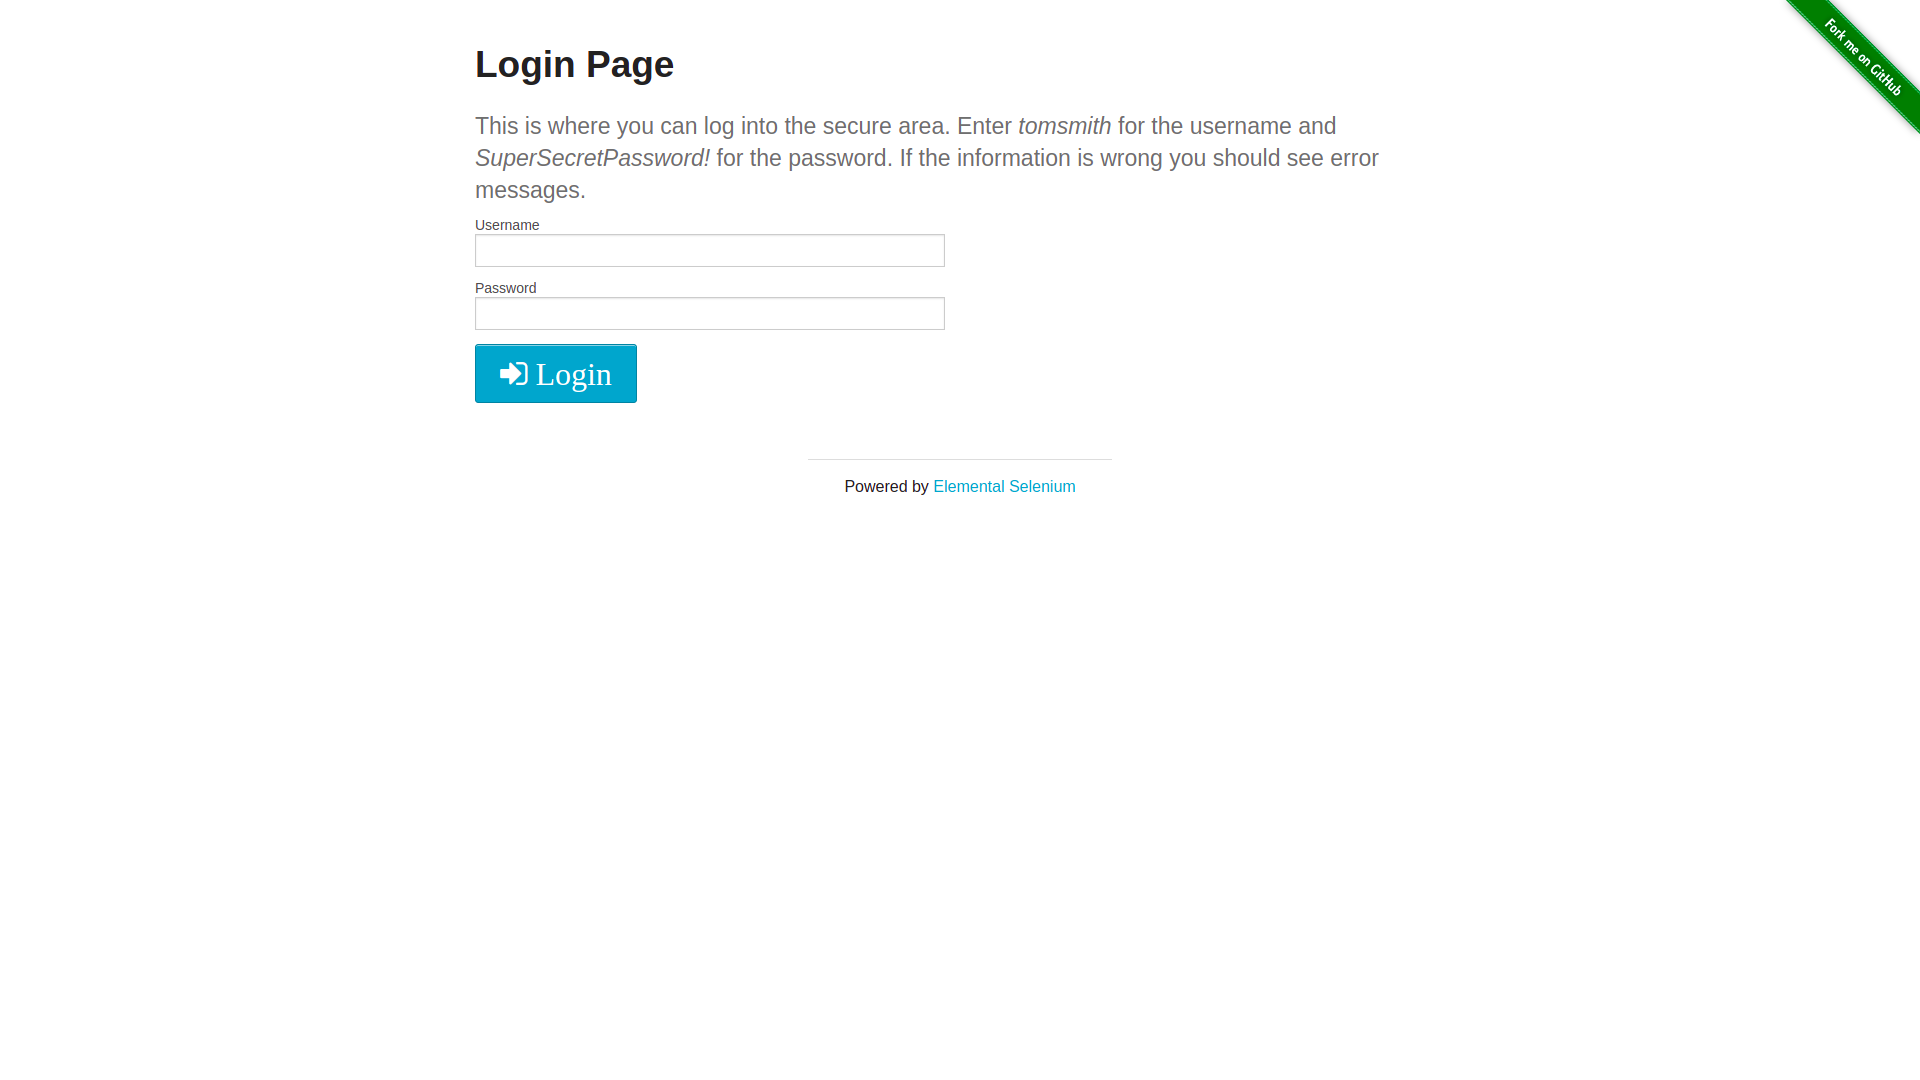 Fork me on GitHub
Login Page
This is where you can log into the secure area. Enter tomsmith for the username and
SuperSecretPassword! for the password. If the information is wrong you should see error
messages.
Username
Password
Login
Powered by Elemental Selenium